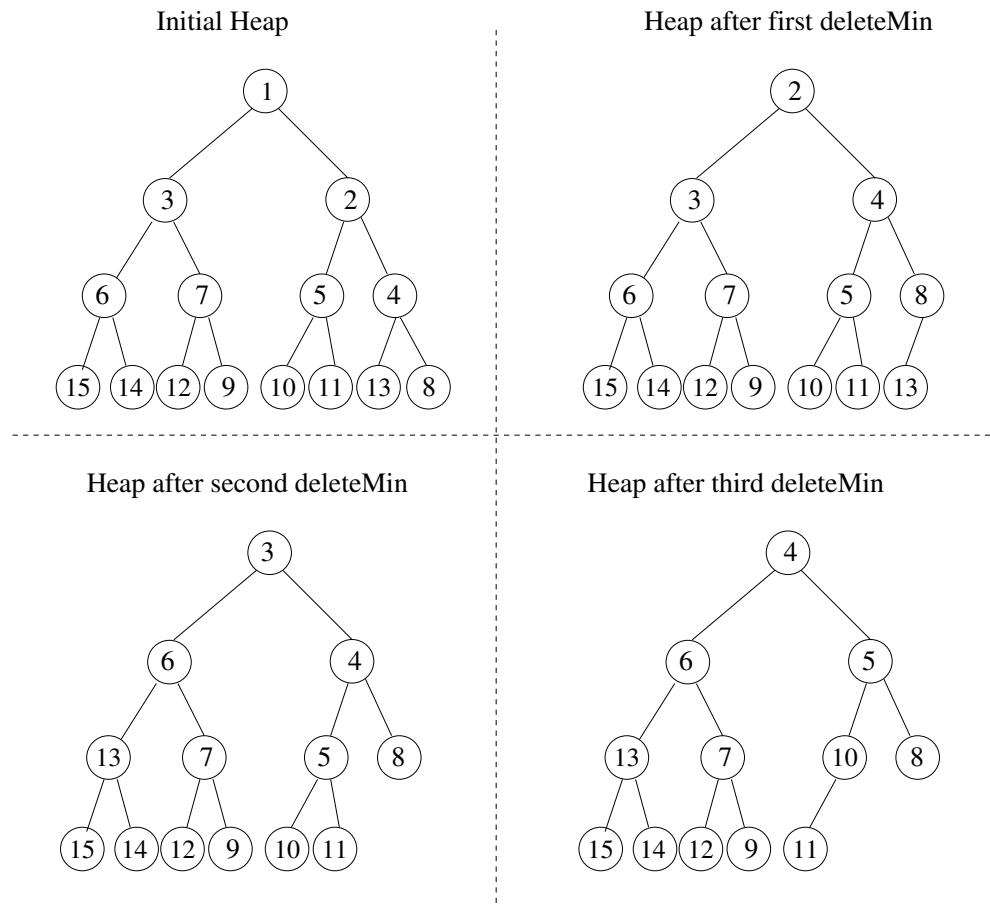 Initial Heap
1
3 2
6 7 5 4
15 14 12 9 10 11 13 8
Heap after first deleteMin
2
3 4
6 7 5 8
15 14 12 9 10 11 13
Heap after second deleteMin
3
6 4
13 7 5 8
15 14 12 9 10 11
Heap after third deleteMin
4
6 5
13 7 10 8
15 14 12 9 11